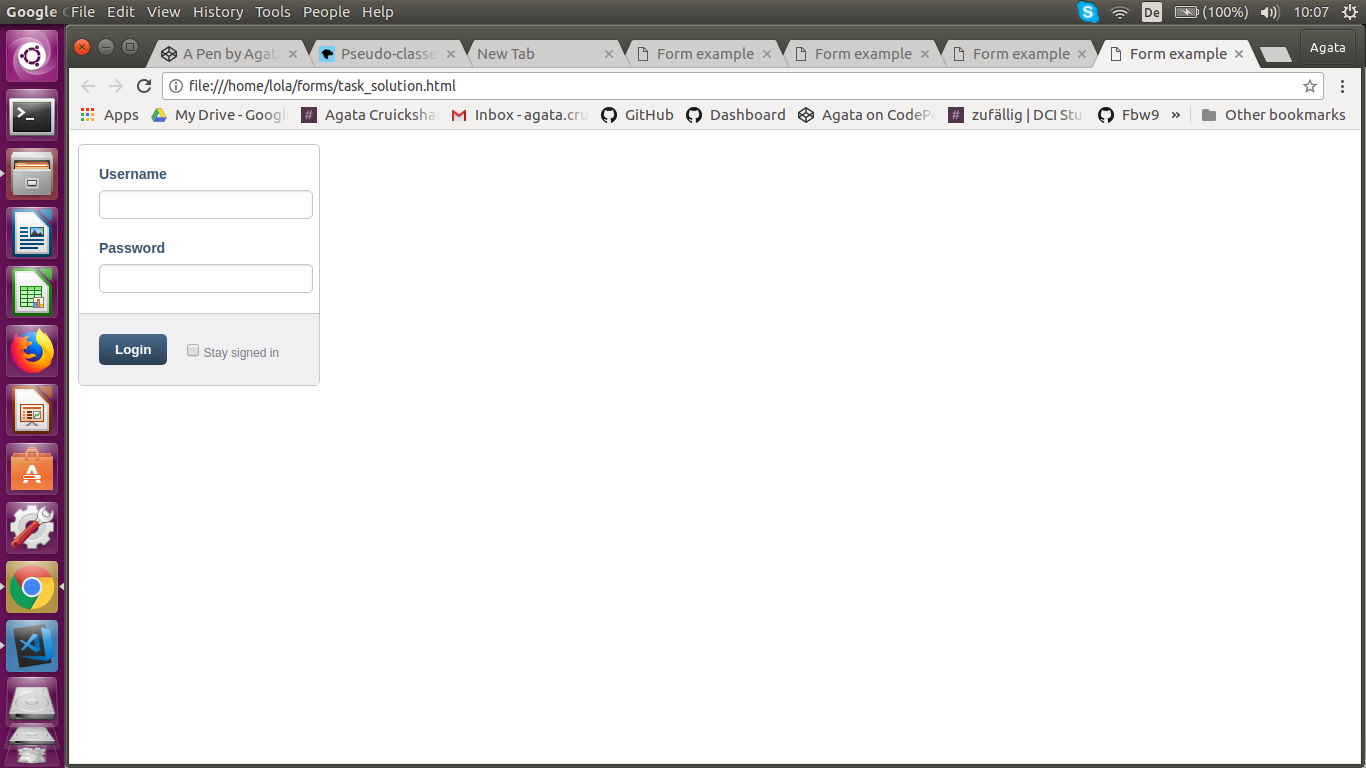 Google File Edit View History Tools People Help De (100%) 10:07
A Pen by Agat Pseudo-classe New Tab Form example Form example Form example Form example Agata
file:///home/lola/forms/task_solution.html
Apps My Drive - Googl Agata Cruicksha Inbox - agata.cru GitHub Dashboard Agata on CodeP # zufällig | DCI Stu Fbw9 » Other bookmarks
Username
Password
Login Stay signed in